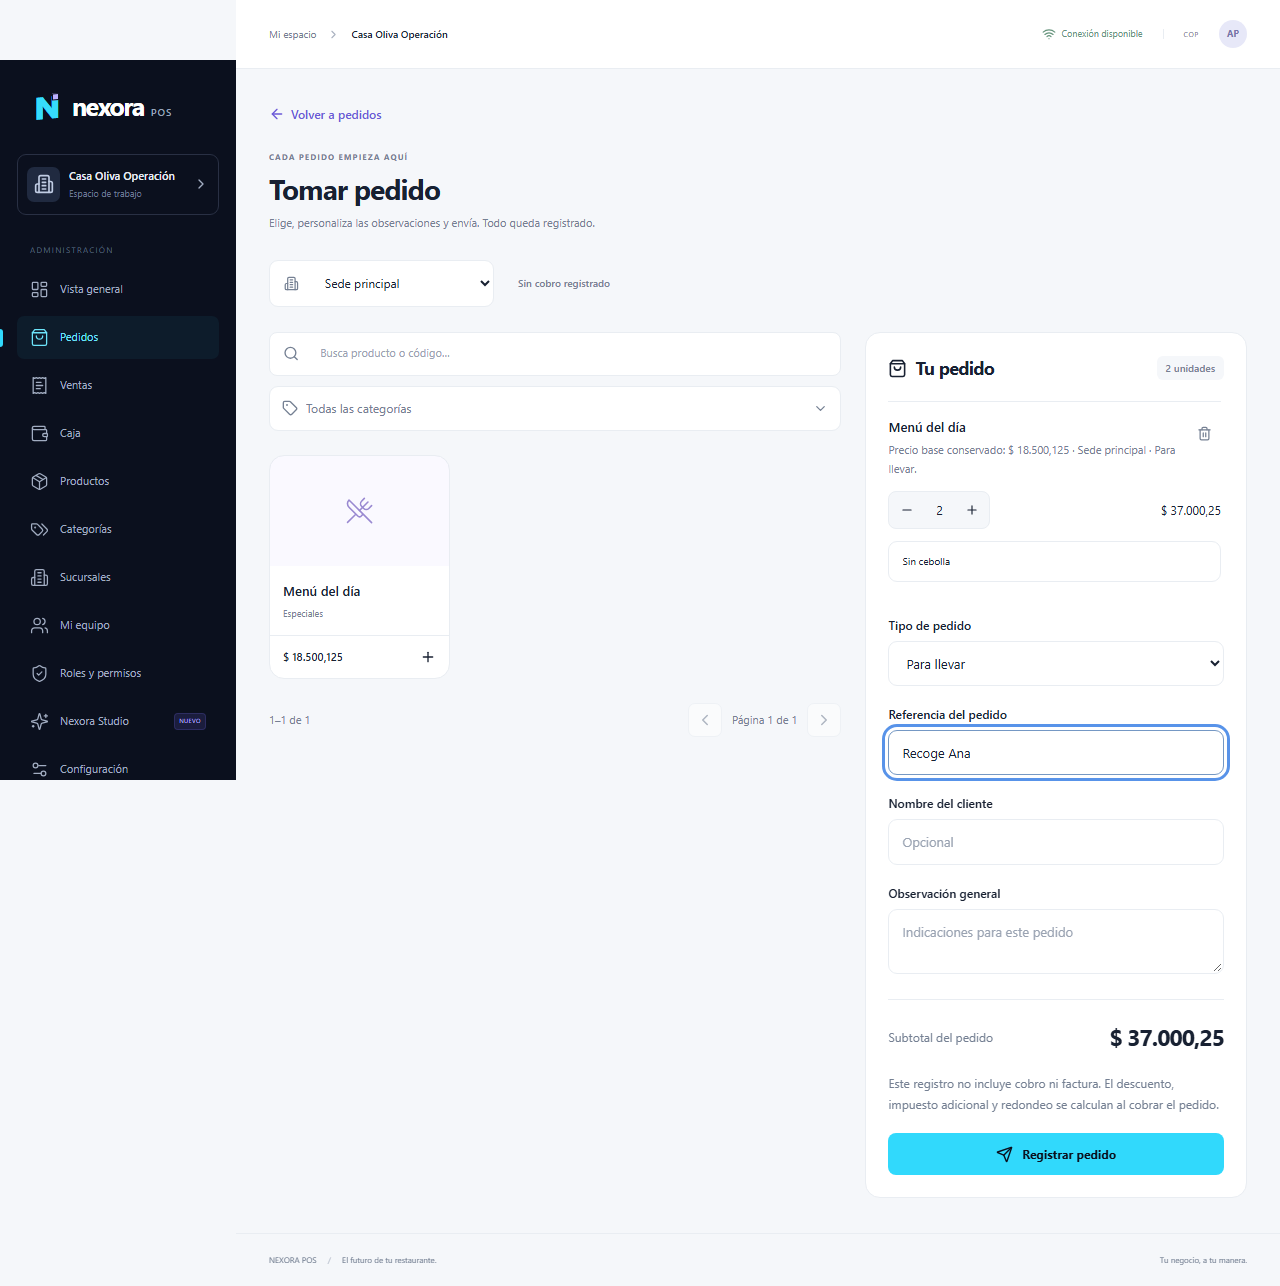 Mi espacio > Casa Oliva Operación
Conexión disponible
COP
AP
nexora POS
Casa Oliva Operación
Espacio de trabajo
ADMINISTRACIÓN
Vista general
Pedidos
Ventas
Caja
Productos
Categorías
Sucursales
Mi equipo
Roles y permisos
Nexora Studio NUEVO
Configuración
Volver a pedidos
CADA PEDIDO EMPIEZA AQUÍ
Tomar pedido
Elige, personaliza las observaciones y envía. Todo queda registrado.
Sede principal
Sin cobro registrado
Busca producto o código...
Todas las categorías
Menú del día
Especiales
$ 18.500,125
1–1 de 1
Página 1 de 1
Tu pedido
2 unidades
Menú del día
Precio base conservado: $ 18.500,125 · Sede principal · Para
llevar.
2
$ 37.000,25
Sin cebolla
Tipo de pedido
Para llevar
Referencia del pedido
Recoge Ana
Nombre del cliente
Opcional
Observación general
Indicaciones para este pedido
Subtotal del pedido $ 37.000,25
Este registro no incluye cobro ni factura. El descuento,
impuesto adicional y redondeo se calculan al cobrar el pedido.
Registrar pedido
NEXORA POS / El futuro de tu restaurante.
Tu negocio, a tu manera.